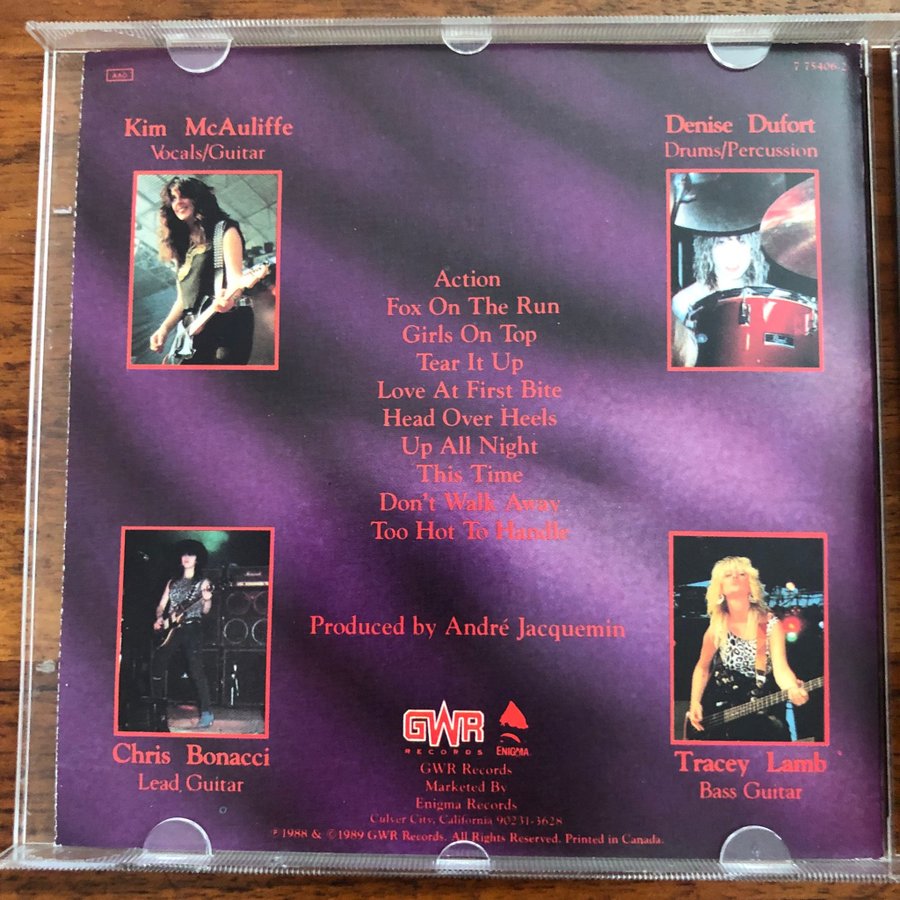 AAD
7 75406-2
Kim McAuliffe
Vocals/Guitar
Denise Dufort
Drums/Percussion
Action
Fox On The Run
Girls On Top
Tear It Up
Love At First Bite
Head Over Heels
Up All Night
This Time
Don't Walk Away
Too Hot To Handle
Produced by André Jacquemin
Chris Bonacci
Lead Guitar
Tracey Lamb
Bass Guitar
GWR
RECORDS
ENIGMA
GWR Records
Marketed By
Enigma Records
Culver City, California 90231-3628
℗ 1988 & © 1989 GWR Records. All Rights Reserved. Printed in Canada.